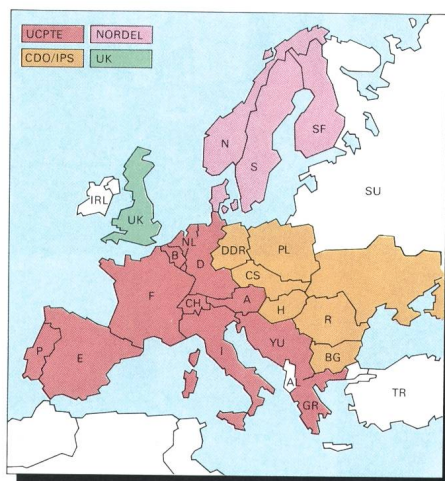 UCPTE
NORDEL
CDO/IPS
UK
N
S
SF
SU
IRL
UK
NL
B
D
DDR
PL
CS
F
CH
A
H
R
P
E
I
YU
BG
AL
GR
TR